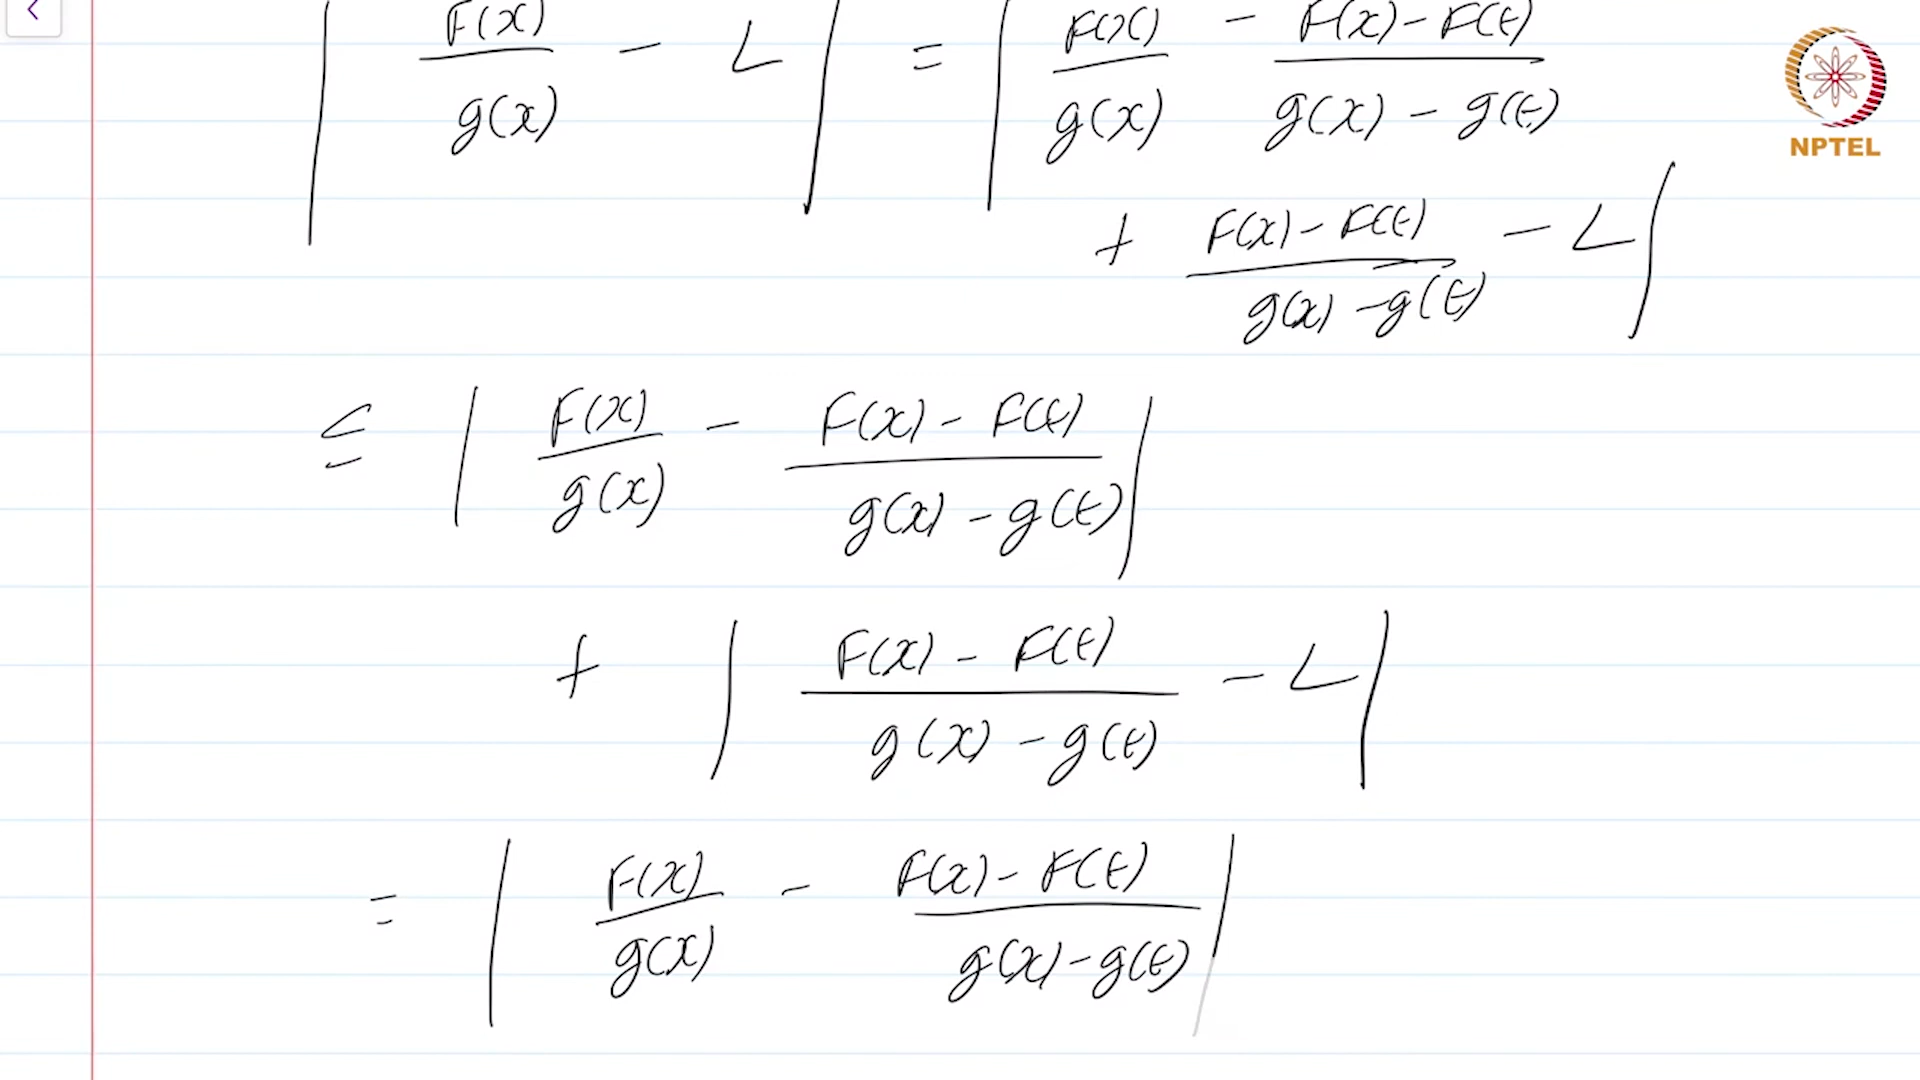 | F(x)/g(x) - L | = | F(x)/g(x) - (F(x) - F(t))/(g(x) - g(t))
+ (F(x) - F(t))/(g(x) - g(t)) - L |
≤ | F(x)/g(x) - (F(x) - F(t))/(g(x) - g(t)) |
+ | (F(x) - F(t))/(g(x) - g(t)) - L |
= | F(x)/g(x) - (F(x) - F(t))/(g(x) - g(t)) |
NPTEL